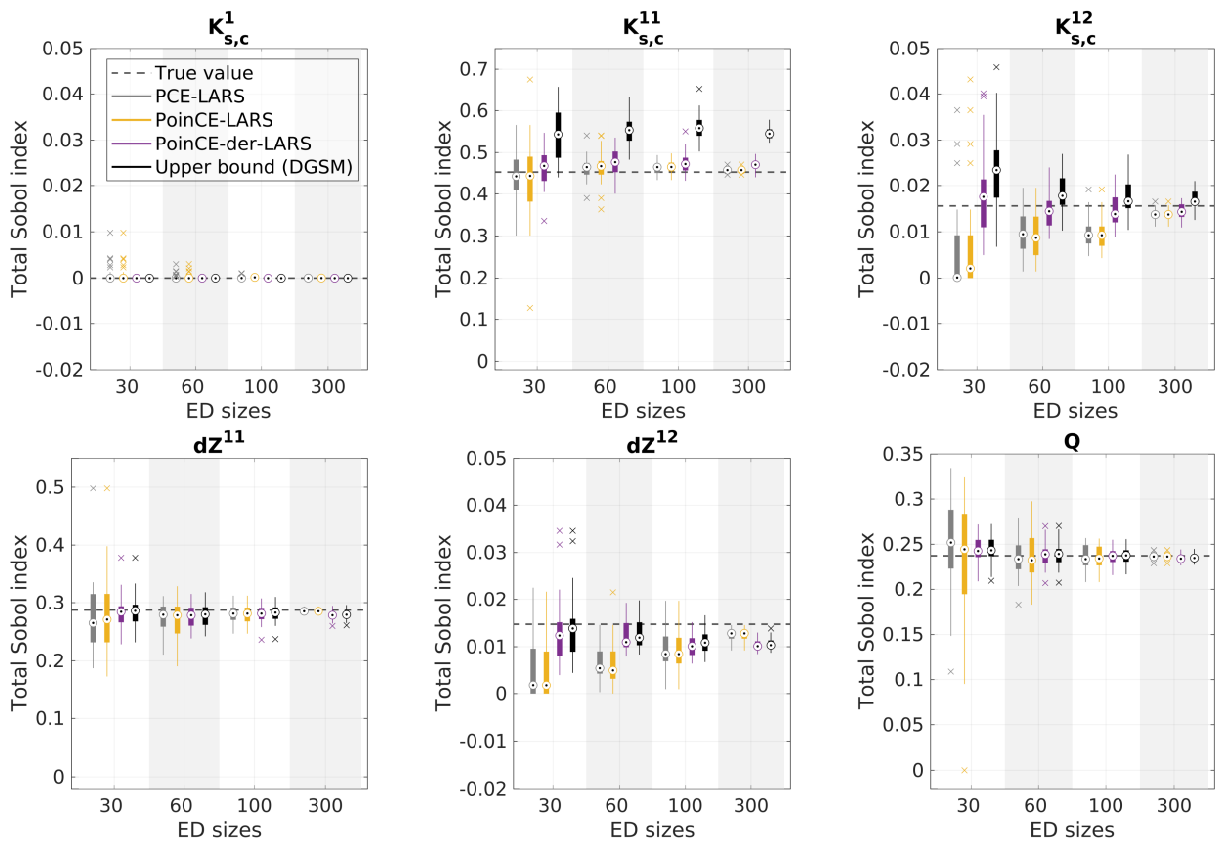 K¹s,c
0.05
0.04
0.03
0.02
0.01
0
-0.01
-0.02
Total Sobol index
True value
PCE-LARS
PoinCE-LARS
PoinCE-der-LARS
Upper bound (DGSM)
30 60 100 300
ED sizes
K¹¹s,c
0.7
0.6
0.5
0.4
0.3
0.2
0.1
0
Total Sobol index
30 60 100 300
ED sizes
K¹²s,c
0.05
0.04
0.03
0.02
0.01
0
-0.01
-0.02
Total Sobol index
30 60 100 300
ED sizes
dZ¹¹
0.5
0.4
0.3
0.2
0.1
0
Total Sobol index
30 60 100 300
ED sizes
dZ¹²
0.05
0.04
0.03
0.02
0.01
0
-0.01
-0.02
Total Sobol index
30 60 100 300
ED sizes
Q
0.35
0.3
0.25
0.2
0.15
0.1
0.05
0
Total Sobol index
30 60 100 300
ED sizes